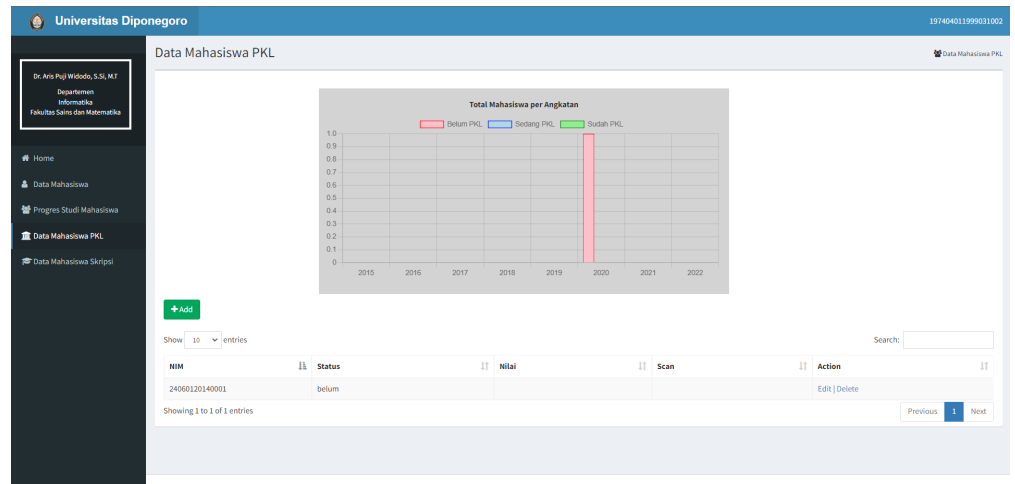 Universitas Diponegoro
197404011999031002
Dr. Aris Puji Widodo, S.Si, M.T
Departemen
Informatika
Fakultas Sains dan Matematika
Home
Data Mahasiswa
Progres Studi Mahasiswa
Data Mahasiswa PKL
Data Mahasiswa Skripsi
Data Mahasiswa PKL
Data Mahasiswa PKL
Total Mahasiswa per Angkatan
Belum PKL Sedang PKL Sudah PKL
1.0
0.9
0.8
0.7
0.6
0.5
0.4
0.3
0.2
0.1
0
2015 2016 2017 2018 2019 2020 2021 2022
Add
Show 10 entries
Search:
NIM Status Nilai Scan Action
24060120140001 belum Edit | Delete
Showing 1 to 1 of 1 entries
Previous 1 Next